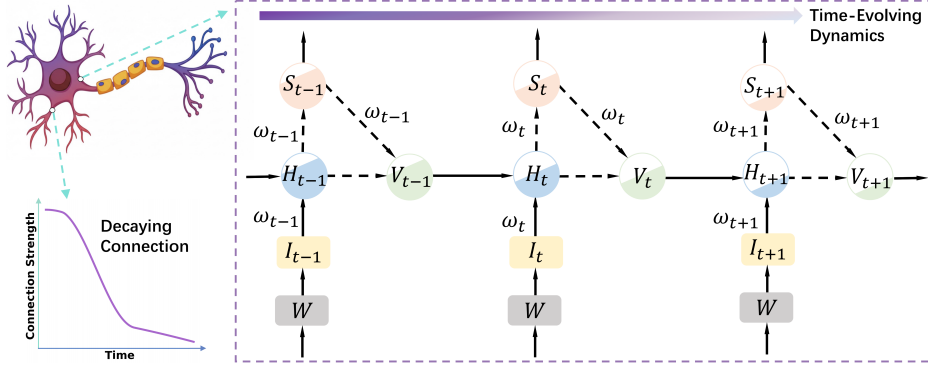 Time-Evolving
Dynamics
S_{t-1}
S_t
S_{t+1}
ω_{t-1}
ω_{t-1}
ω_t
ω_t
ω_{t+1}
ω_{t+1}
H_{t-1}
V_{t-1}
H_t
V_t
H_{t+1}
V_{t+1}
ω_{t-1}
ω_t
ω_{t+1}
I_{t-1}
I_t
I_{t+1}
W
W
W
Decaying
Connection
Connection Strength
Time